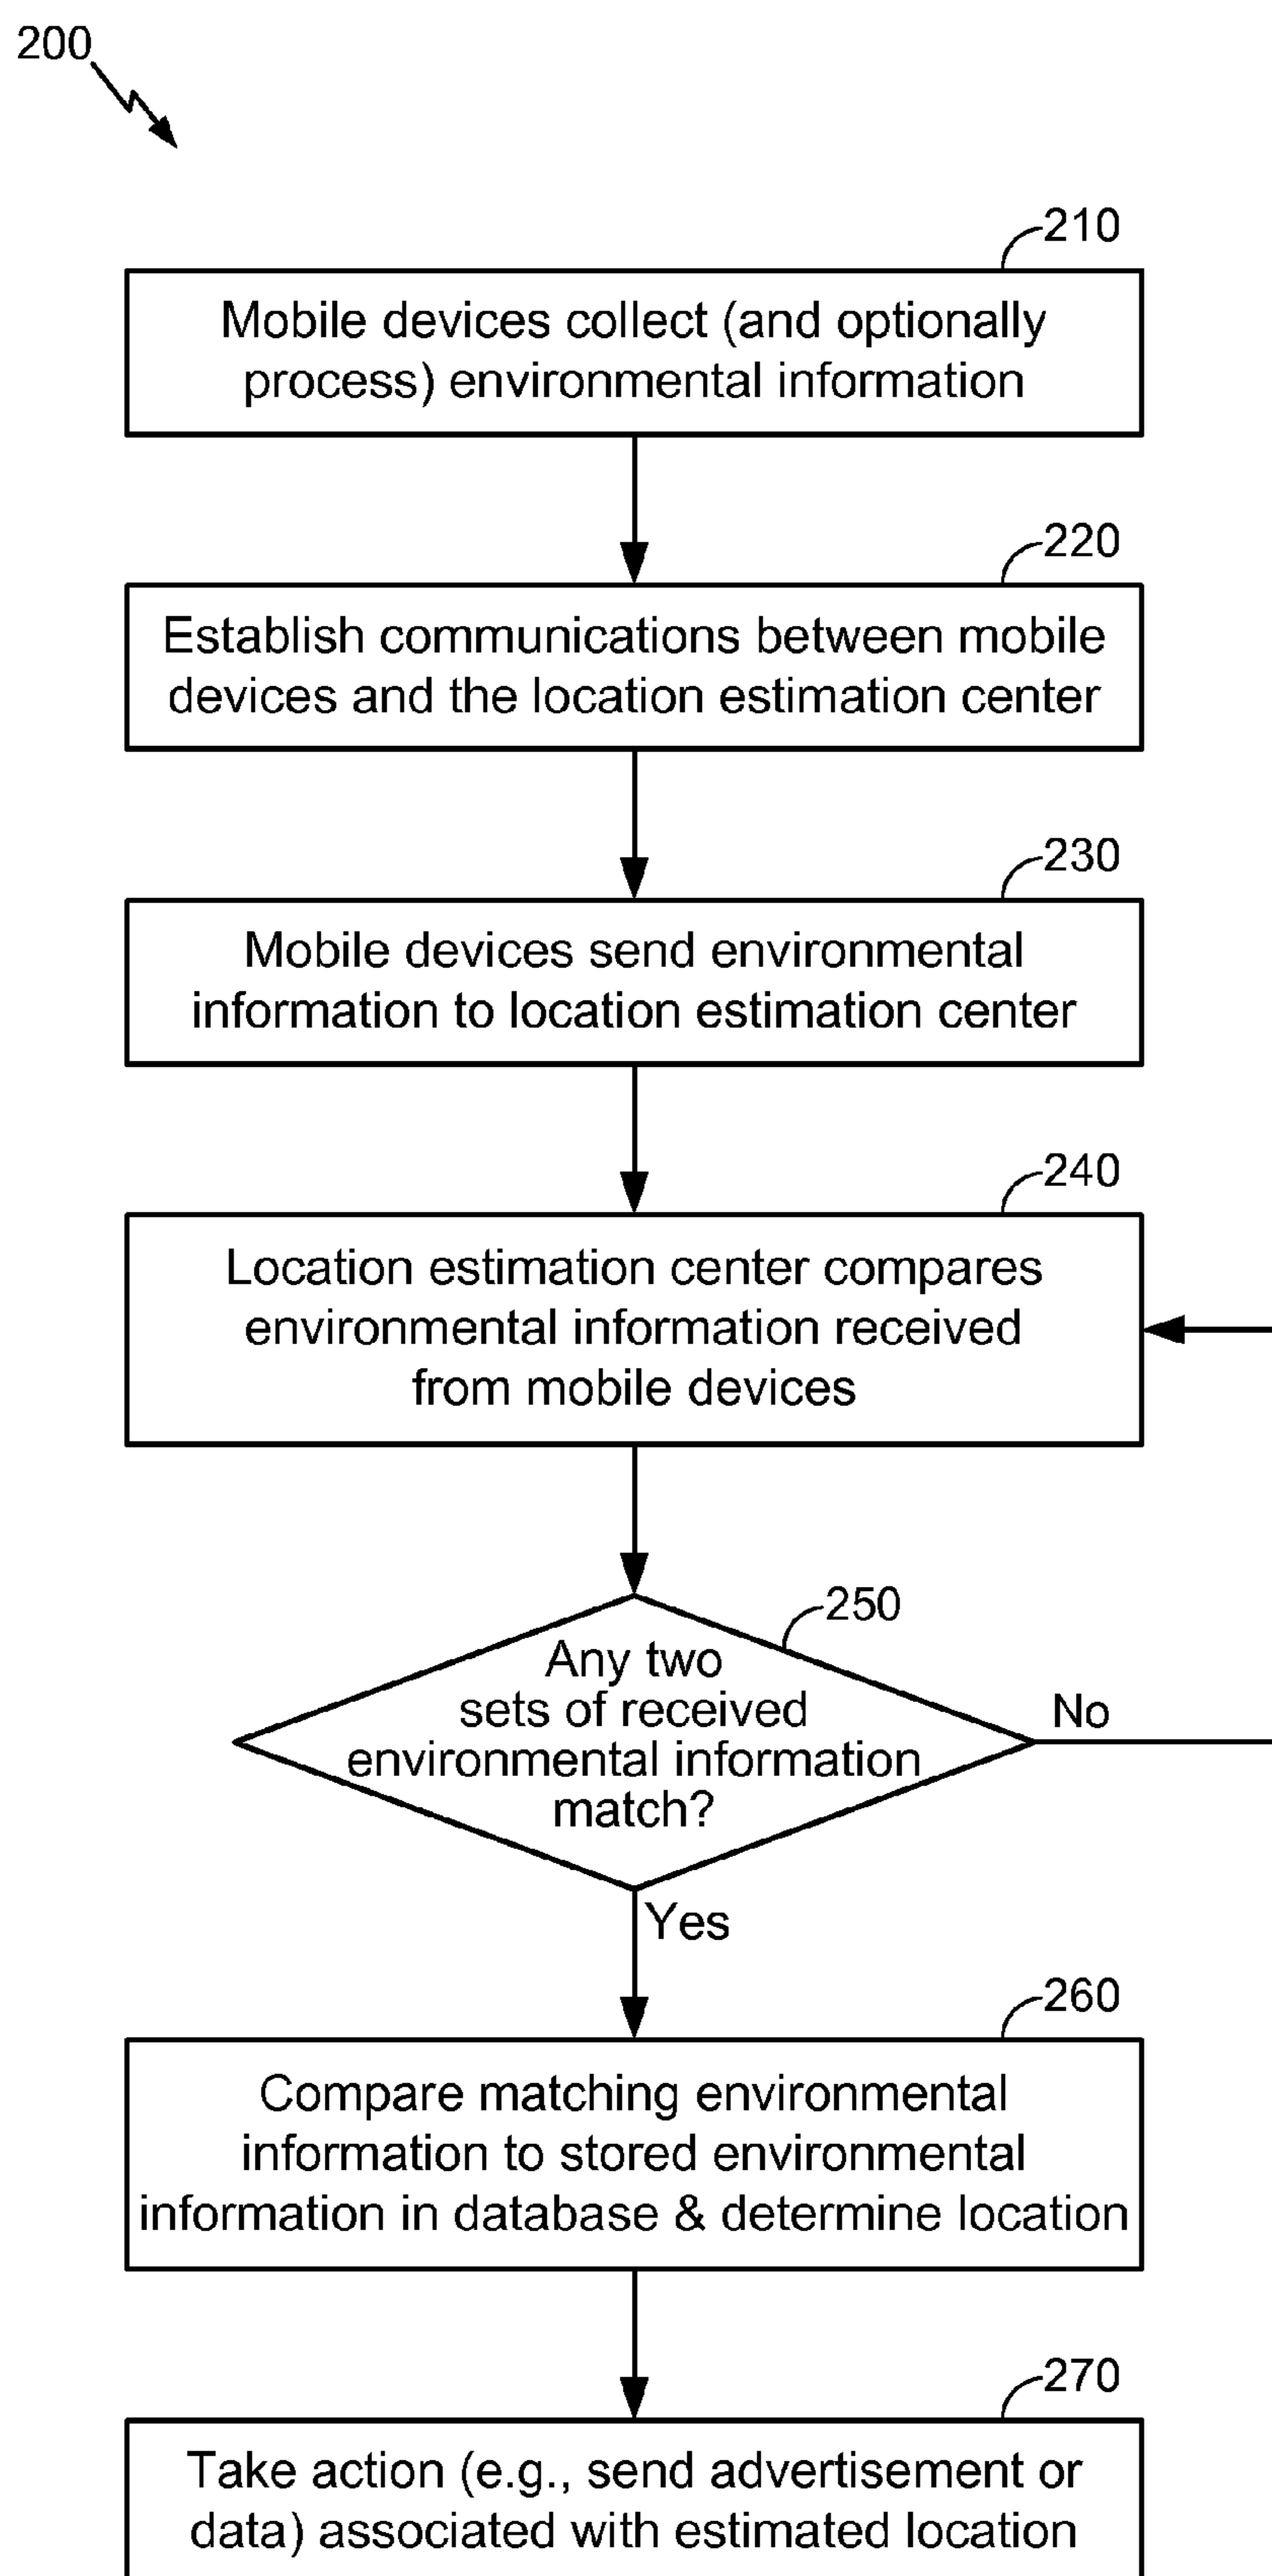 200
210
Mobile devices collect (and optionally
process) environmental information
220
Establish communications between mobile
devices and the location estimation center
230
Mobile devices send environmental
information to location estimation center
240
Location estimation center compares
environmental information received
from mobile devices
250
Any two
sets of received
environmental information
match?
No
Yes
260
Compare matching environmental
information to stored environmental
information in database & determine location
270
Take action (e.g., send advertisement or
data) associated with estimated location